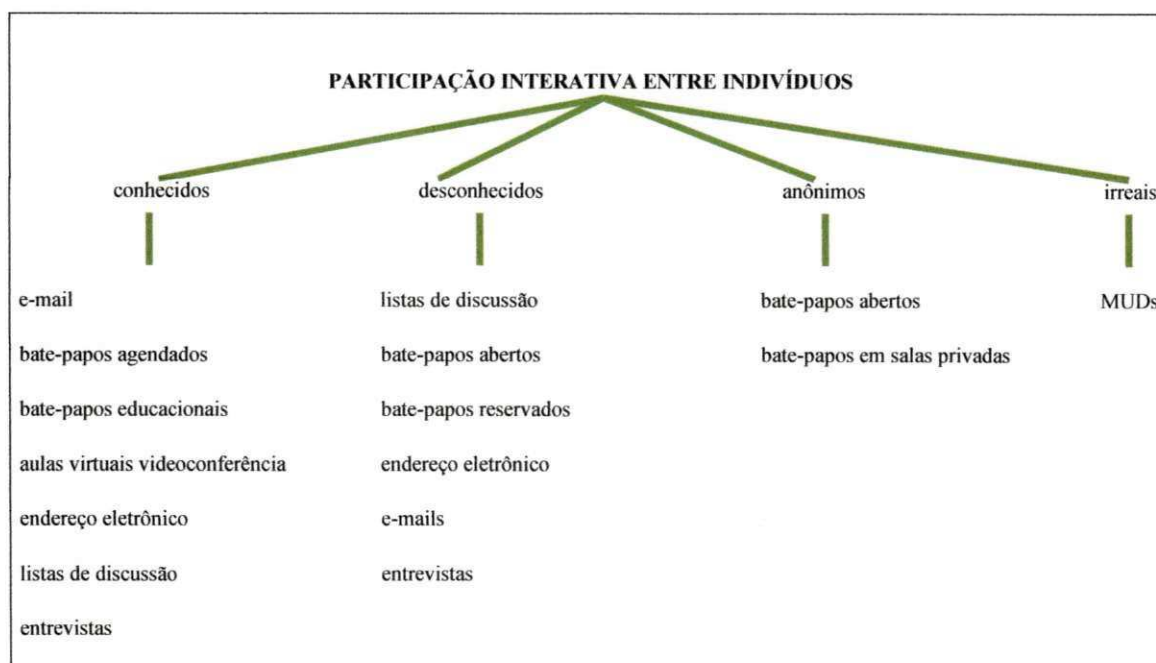 PARTICIPAÇÃO INTERATIVA ENTRE INDIVÍDUOS
conhecidos desconhecidos anônimos irreais
e-mail listas de discussão bate-papos abertos MUDs
bate-papos agendados bate-papos abertos bate-papos em salas privadas
bate-papos educacionais bate-papos reservados
aulas virtuais videoconferência endereço eletrônico
endereço eletrônico e-mails
listas de discussão entrevistas
entrevistas